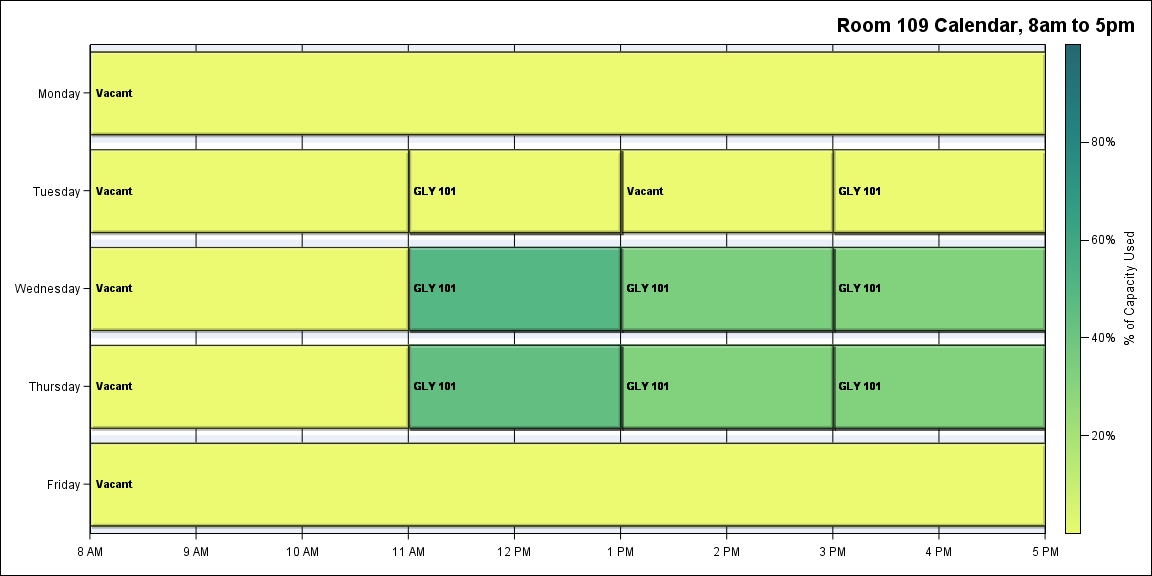 Room 109 Calendar, 8am to 5pm
Monday
Vacant
Tuesday
Vacant
GLY 101
Vacant
GLY 101
Wednesday
Vacant
GLY 101
GLY 101
GLY 101
Thursday
Vacant
GLY 101
GLY 101
GLY 101
Friday
Vacant
8 AM
9 AM
10 AM
11 AM
12 PM
1 PM
2 PM
3 PM
4 PM
5 PM
80%
60%
40%
20%
% of Capacity Used